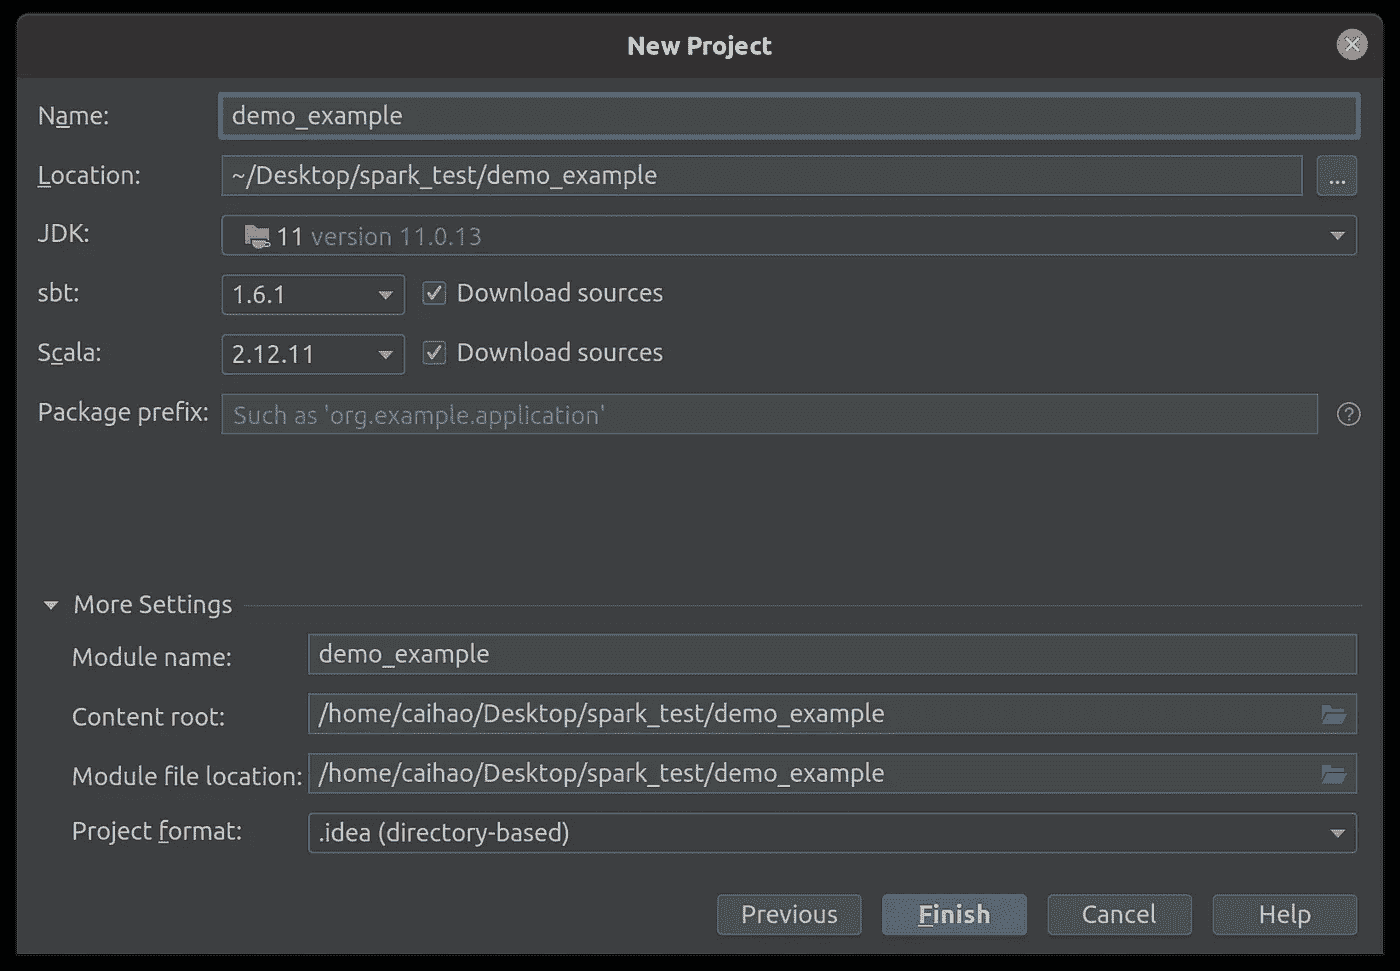 New Project
Name: demo_example
Location: ~/Desktop/spark_test/demo_example ...
JDK: 11 version 11.0.13
sbt: 1.6.1 Download sources
Scala: 2.12.11 Download sources
Package prefix: Such as 'org.example.application' ?
More Settings
Module name: demo_example
Content root: /home/caihao/Desktop/spark_test/demo_example
Module file location: /home/caihao/Desktop/spark_test/demo_example
Project format: .idea (directory-based)
Previous Finish Cancel Help